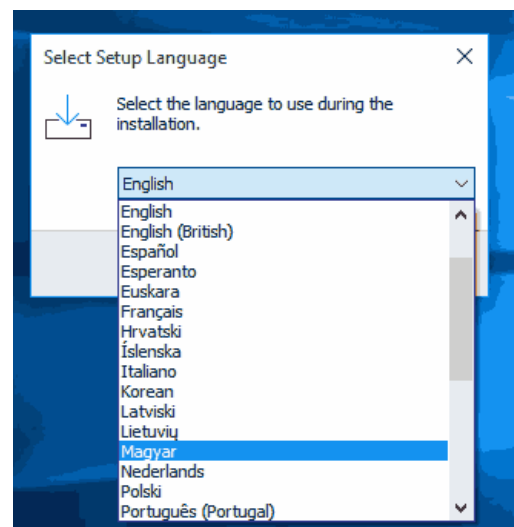 Select Setup Language
Select the language to use during the
installation.
English
English
English (British)
Español
Esperanto
Euskara
Français
Hrvatski
Íslenska
Italiano
Korean
Latviski
Lietuvių
Magyar
Nederlands
Polski
Português (Portugal)